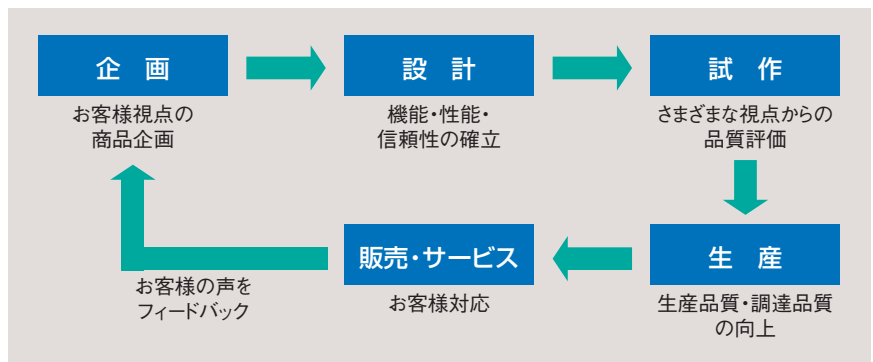 企 画
お客様視点の
商品企画
設 計
機能・性能・
信頼性の確立
試 作
さまざまな視点からの
品質評価
生 産
生産品質・調達品質
の向上
販売・サービス
お客様対応
お客様の声を
フィードバック